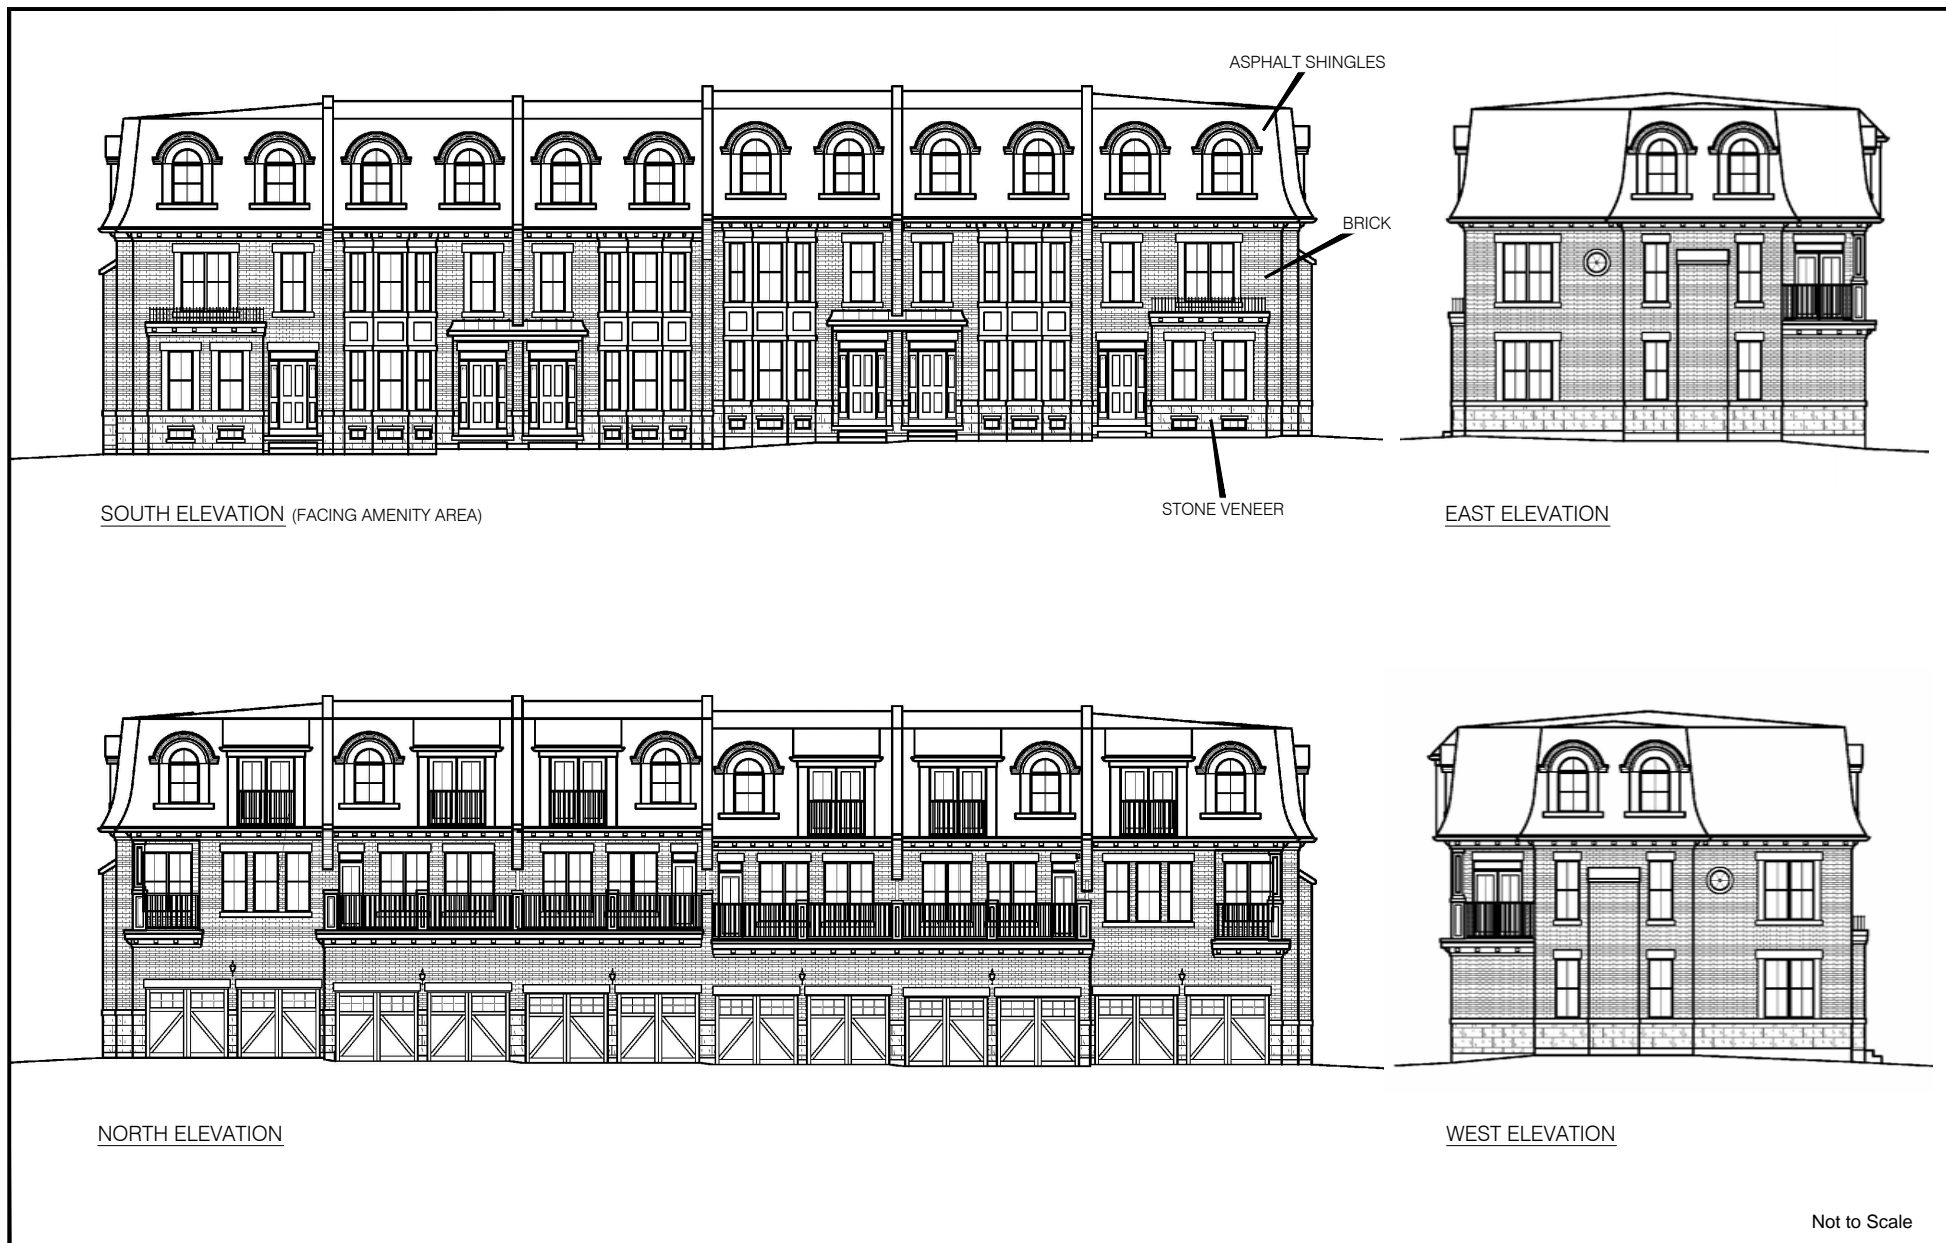 ASPHALT SHINGLES
BRICK
STONE VENEER
SOUTH ELEVATION (FACING AMENITY AREA)
EAST ELEVATION
NORTH ELEVATION
WEST ELEVATION
Not to Scale